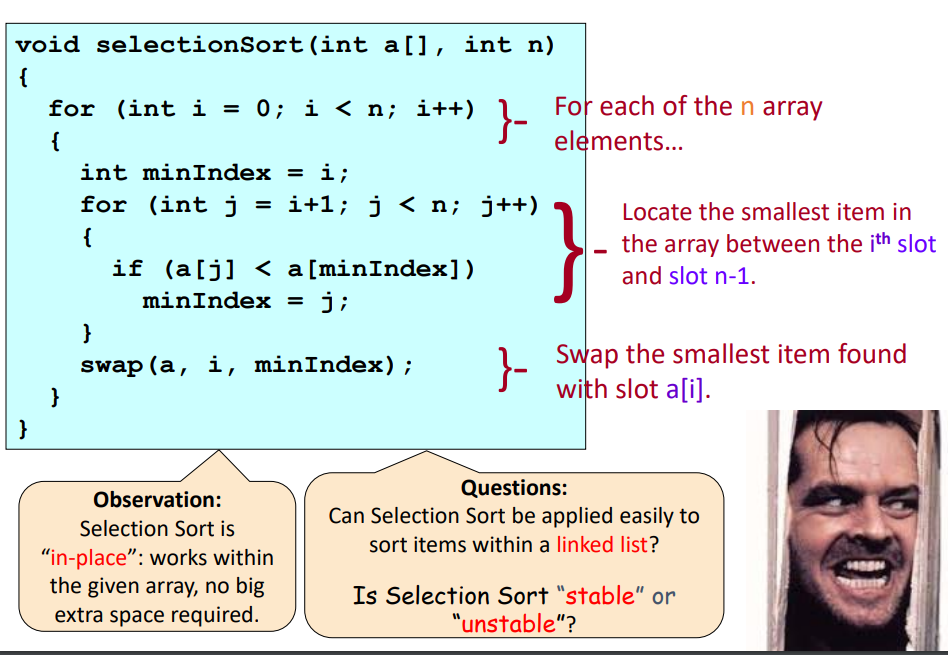 void selectionSort(int a[], int n)
{
for (int i = 0; i < n; i++)
{
int minIndex = i;
for (int j = i+1; j < n; j++)
{
if (a[j] < a[minIndex])
minIndex = j;
}
swap(a, i, minIndex);
}
}
}-
For each of the n array
elements...
}-
Locate the smallest item in
the array between the iᵗʰ slot
and slot n-1.
}-
Swap the smallest item found
with slot a[i].
Observation:
Selection Sort is
“in-place”: works within
the given array, no big
extra space required.
Questions:
Can Selection Sort be applied easily to
sort items within a linked list?
Is Selection Sort “stable” or
“unstable”?